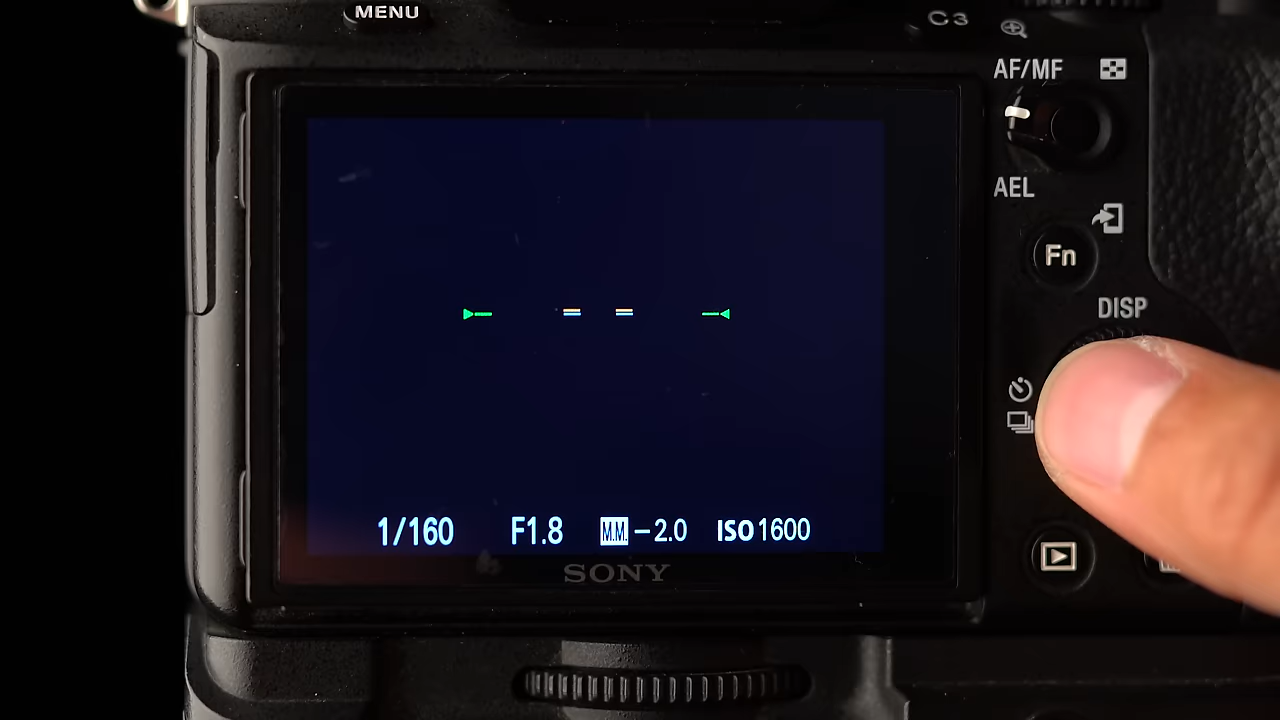 MENU
C3
AF/MF
AEL
Fn
DISP
1/160 F1.8 M.M. −2.0 ISO 1600
SONY